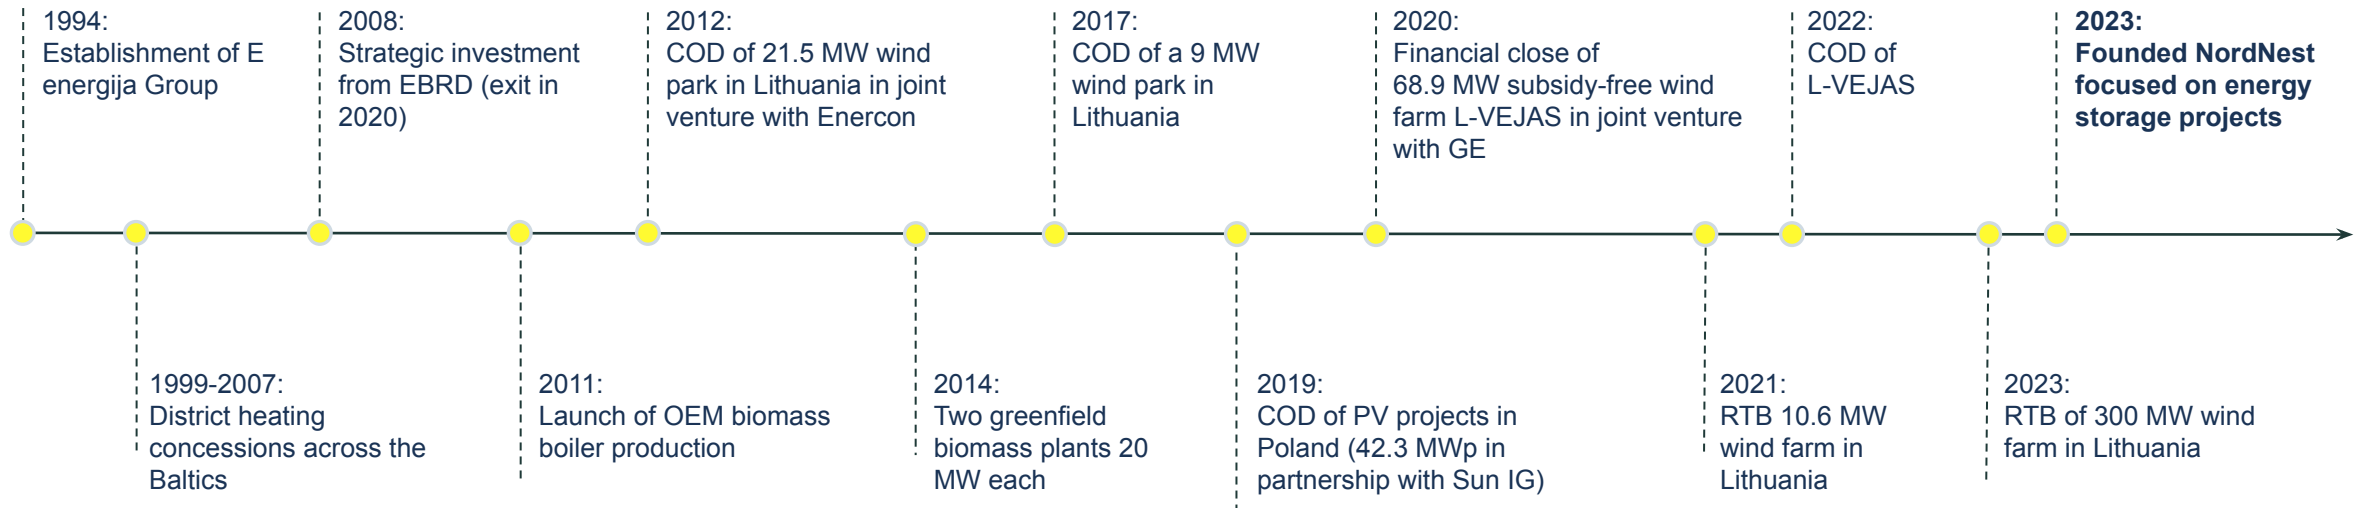 1994:
Establishment of E
energija Group
2008:
Strategic investment
from EBRD (exit in
2020)
2012:
COD of 21.5 MW wind
park in Lithuania in joint
venture with Enercon
2017:
COD of a 9 MW
wind park in
Lithuania
2020:
Financial close of
68.9 MW subsidy-free wind
farm L-VEJAS in joint venture
with GE
2022:
COD of
L-VEJAS
2023:
Founded NordNest
focused on energy
storage projects
1999-2007:
District heating
concessions across the
Baltics
2011:
Launch of OEM biomass
boiler production
2014:
Two greenfield
biomass plants 20
MW each
2019:
COD of PV projects in
Poland (42.3 MWp in
partnership with Sun IG)
2021:
RTB 10.6 MW
wind farm in
Lithuania
2023:
RTB of 300 MW wind
farm in Lithuania